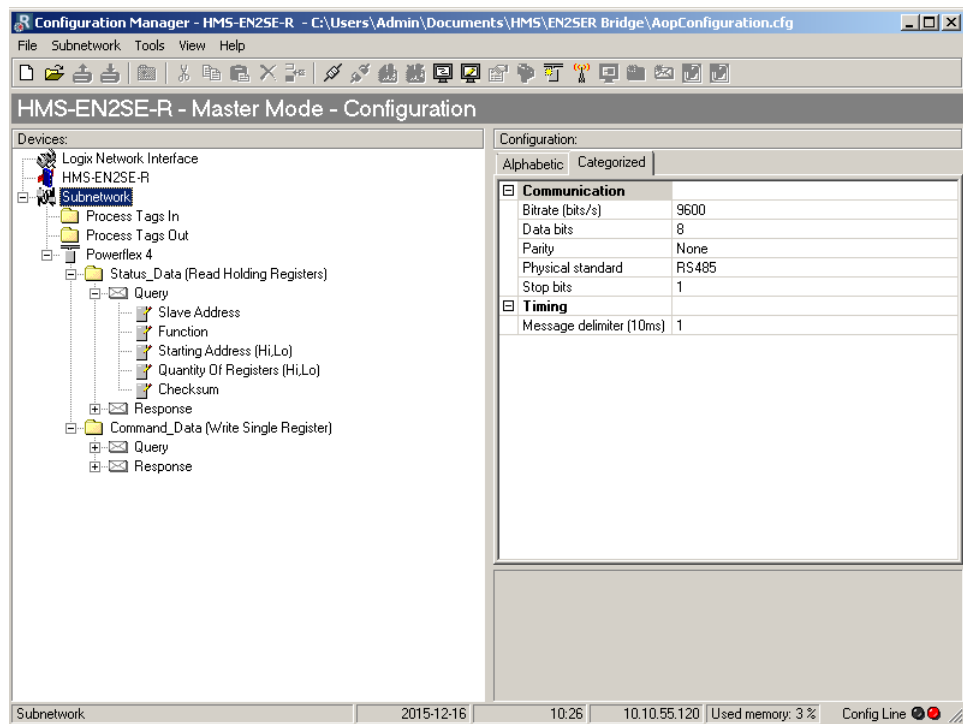 Configuration Manager - HMS-EN2SE-R - C:\Users\Admin\Documents\HMS\EN2SER Bridge\AopConfiguration.cfg
File Subnetwork Tools View Help
HMS-EN2SE-R - Master Mode - Configuration
Devices:
Logix Network Interface
HMS-EN2SE-R
Subnetwork
Process Tags In
Process Tags Out
Powerflex 4
Status_Data (Read Holding Registers)
Query
Slave Address
Function
Starting Address (Hi,Lo)
Quantity Of Registers (Hi,Lo)
Checksum
Response
Command_Data (Write Single Register)
Query
Response
Configuration:
Alphabetic Categorized
Communication
Bitrate (bits/s) 9600
Data bits 8
Parity None
Physical standard RS485
Stop bits 1
Timing
Message delimiter (10ms) 1
Subnetwork 2015-12-16 10:26 10.10.55.120 Used memory: 3 % Config Line